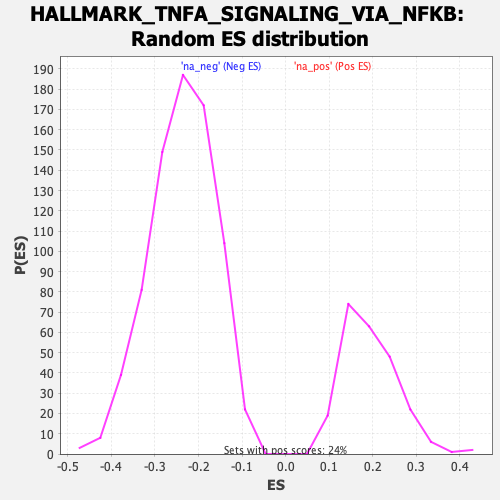 HALLMARK_TNFA_SIGNALING_VIA_NFKB:
Random ES distribution
'na_neg' (Neg ES) 'na_pos' (Pos ES)
190
180
170
160
150
140
130
120
110
100
90
80
70
60
50
40
30
20
10
0
P(ES)
Sets with pos scores: 24%
-0.5 -0.4 -0.3 -0.2 -0.1 0.0 0.1 0.2 0.3 0.4
ES